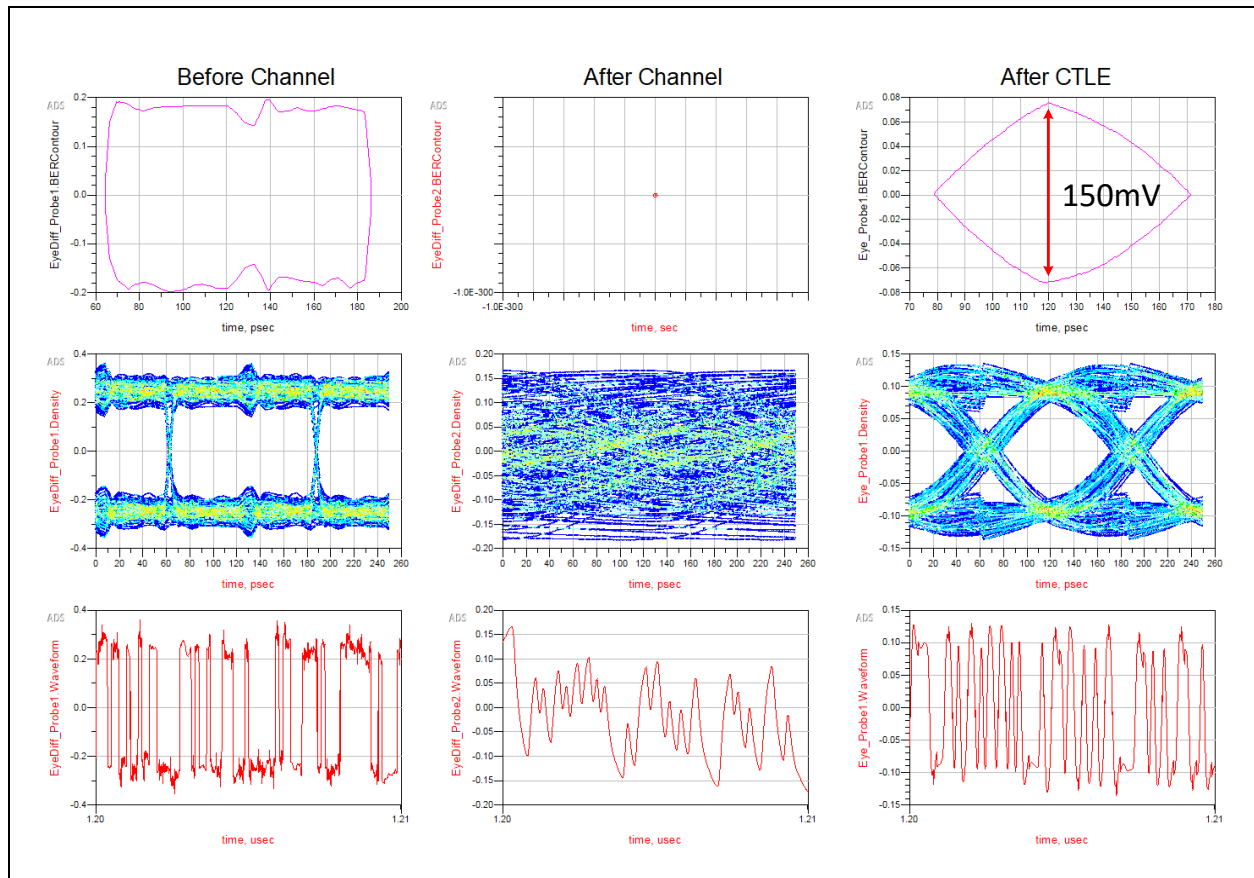 Before Channel
After Channel
After CTLE
ADS
EyeDiff_Probe1.BERContour
0.2
0.1
0.0
-0.1
-0.2
60 80 100 120 140 160 180 200
time, psec
ADS
EyeDiff_Probe2.BERContour
-1.0E-300
-1.0E-300
time, sec
ADS
Eye_Probe1.BERContour
0.08
0.06
0.04
0.02
0.00
-0.02
-0.04
-0.06
-0.08
150mV
70 80 90 100 110 120 130 140 150 160 170 180
time, psec
ADS
EyeDiff_Probe1.Density
0.4
0.2
0.0
-0.2
-0.4
0 20 40 60 80 100 120 140 160 180 200 220 240 260
time, psec
ADS
EyeDiff_Probe2.Density
0.20
0.15
0.10
0.05
0.00
-0.05
-0.10
-0.15
-0.20
0 20 40 60 80 100 120 140 160 180 200 220 240 260
time, psec
ADS
Eye_Probe1.Density
0.15
0.10
0.05
0.00
-0.05
-0.10
-0.15
0 20 40 60 80 100 120 140 160 180 200 220 240 260
time, psec
ADS
EyeDiff_Probe1.Waveform
0.4
0.2
0.0
-0.2
-0.4
1.20 1.21
time, usec
ADS
EyeDiff_Probe2.Waveform
0.20
0.15
0.10
0.05
0.00
-0.05
-0.10
-0.15
-0.20
1.20 1.21
time, usec
ADS
Eye_Probe1.Waveform
0.15
0.10
0.05
0.00
-0.05
-0.10
-0.15
1.20 1.21
time, usec